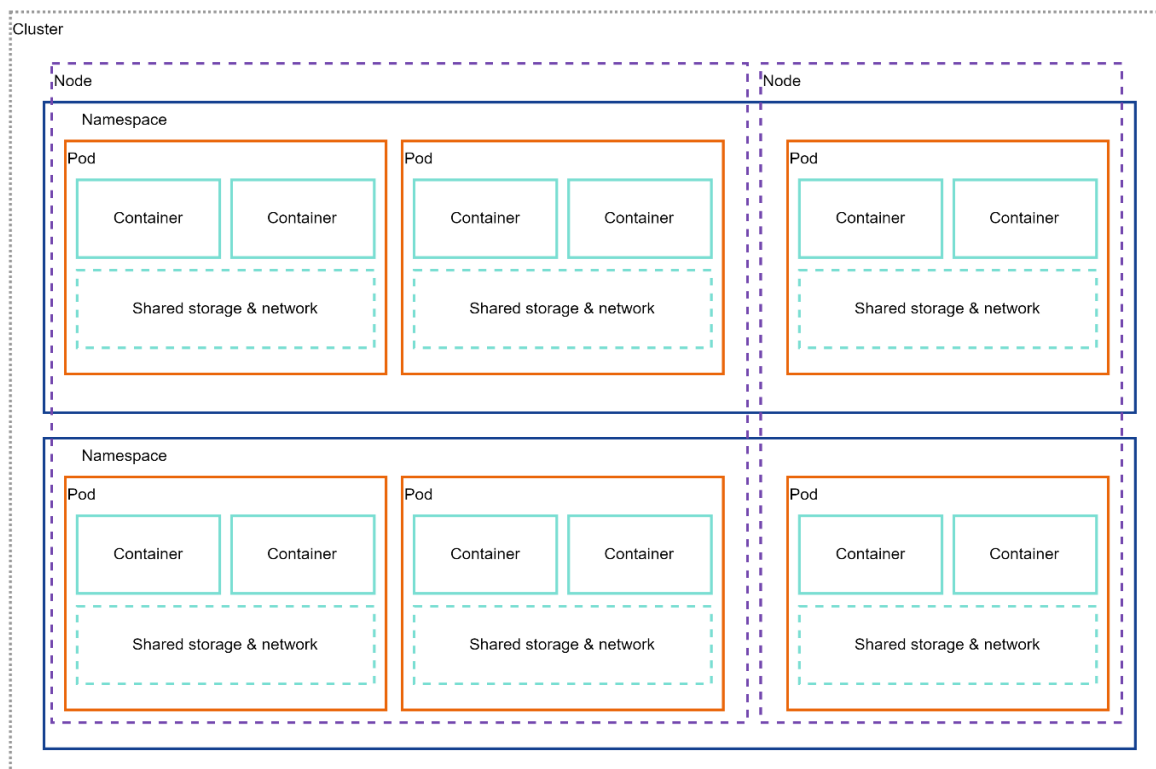 Cluster
Node
Node
Namespace
Pod
Pod
Pod
Container
Container
Container
Container
Container
Container
Shared storage & network
Shared storage & network
Shared storage & network
Namespace
Pod
Pod
Pod
Container
Container
Container
Container
Container
Container
Shared storage & network
Shared storage & network
Shared storage & network